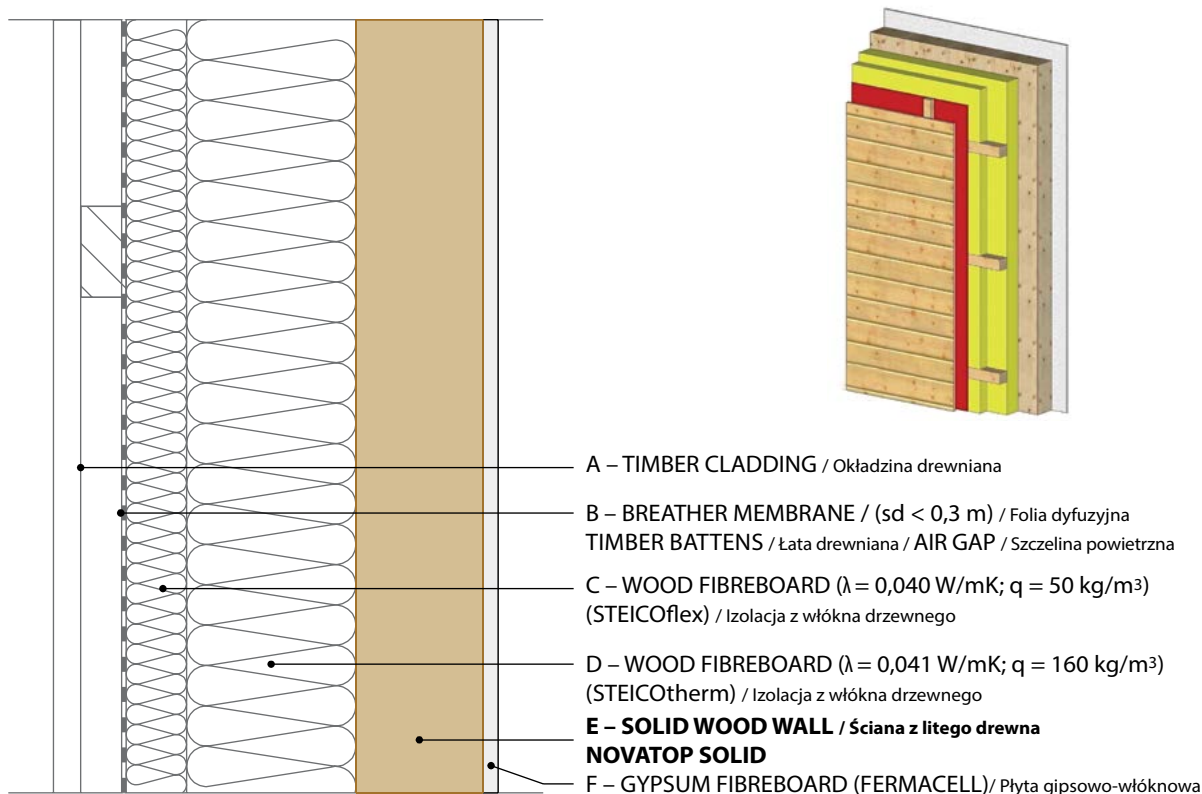 A – TIMBER CLADDING / Okładzina drewniana
B – BREATHER MEMBRANE / (sd < 0,3 m) / Folia dyfuzyjna
TIMBER BATTENS / Łata drewniana / AIR GAP / Szczelina powietrzna
C – WOOD FIBREBOARD (λ = 0,040 W/mK; q = 50 kg/m³)
(STEICOflex) / Izolacja z włókna drzewnego
D – WOOD FIBREBOARD (λ = 0,041 W/mK; q = 160 kg/m³)
(STEICOtherm) / Izolacja z włókna drzewnego
E – SOLID WOOD WALL / Ściana z litego drewna
NOVATOP SOLID
F – GYPSUM FIBREBOARD (FERMACELL)/ Płyta gipsowo-włóknowa